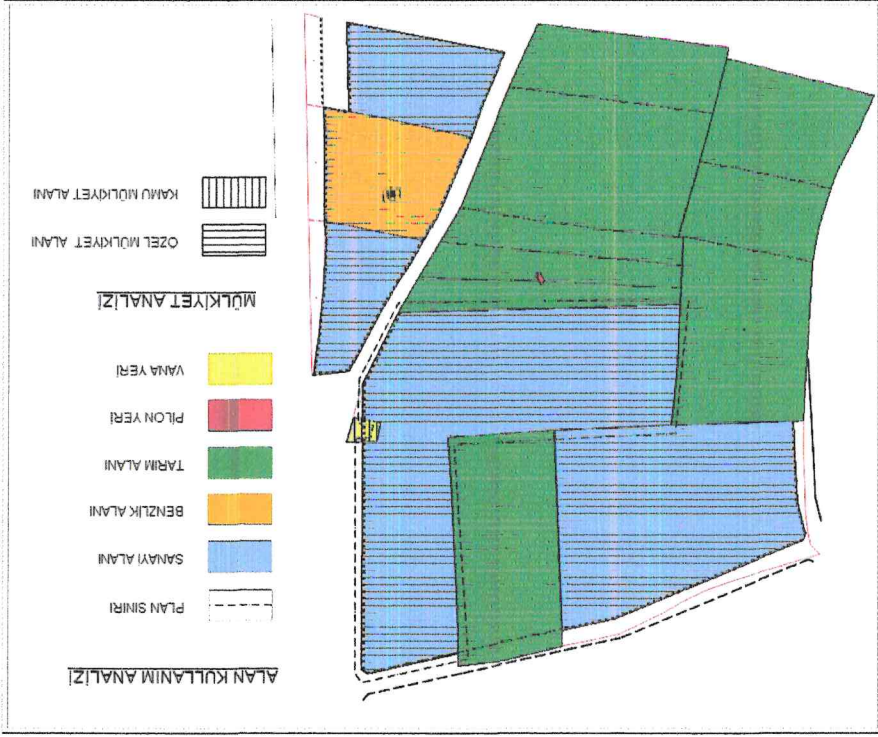 ALAN KULLANIM ANALİZİ
PLAN SINIRI
SANAYİ ALANI
BENZLİK ALANI
TARIM ALANI
PİLON YERİ
VANA YERİ
MÜLKİYET ANALİZİ
ÖZEL MÜLKİYET ALANI
KAMU MÜLKİYET ALANI